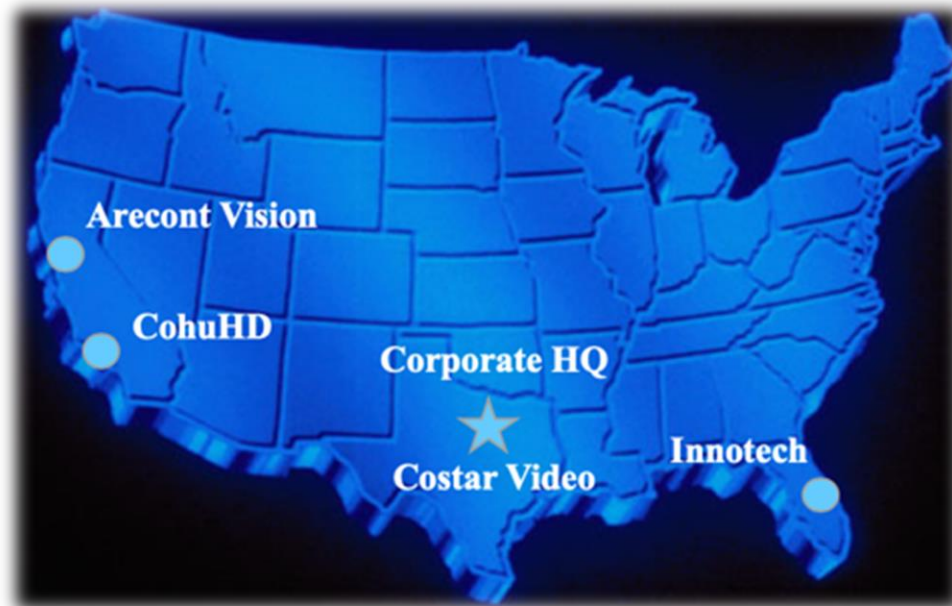 Arecont Vision
CohuHD
Corporate HQ
Costar Video
Innotech